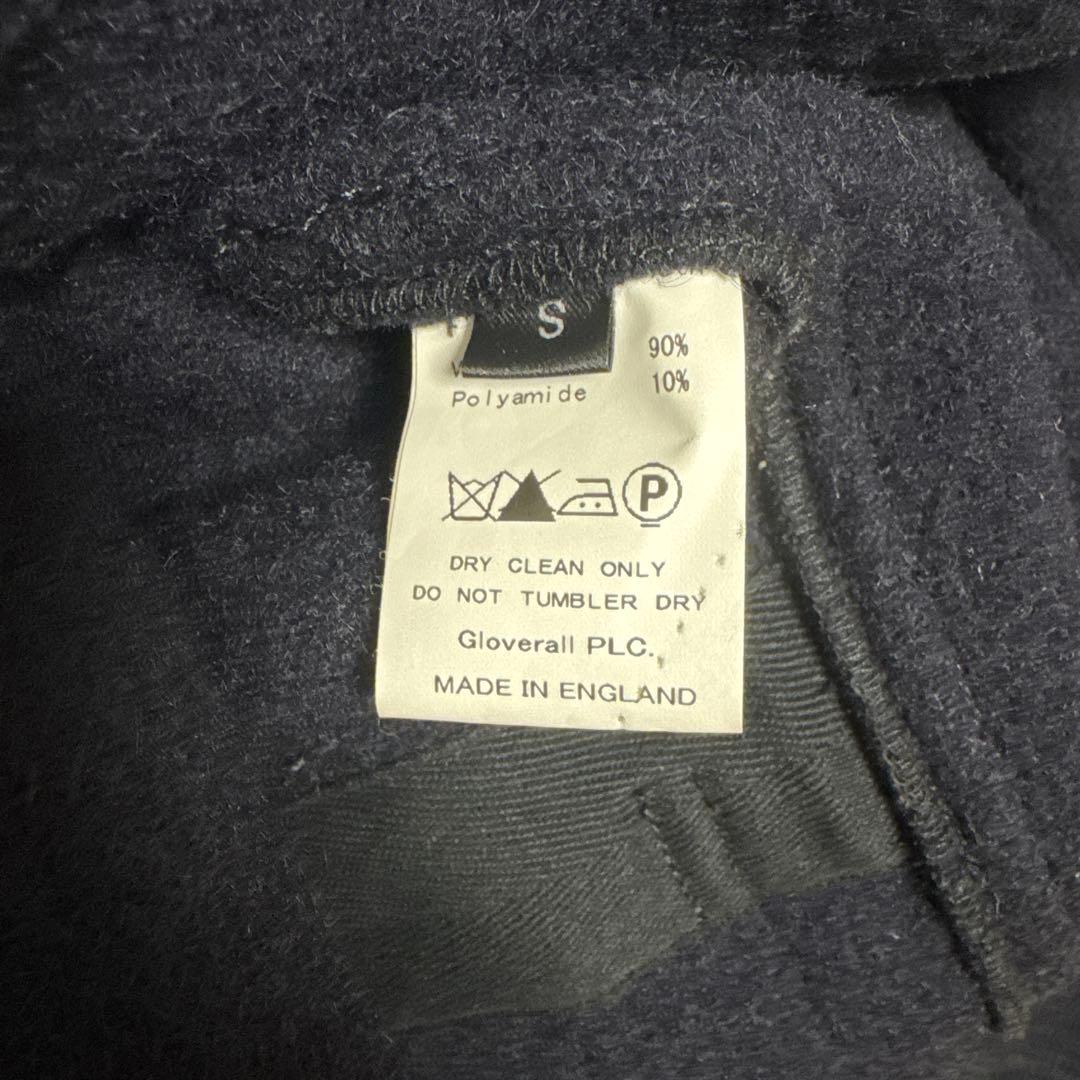 S
90%
10%
Polyamide
P
DRY CLEAN ONLY
DO NOT TUMBLER DRY
Gloverall PLC.
MADE IN ENGLAND